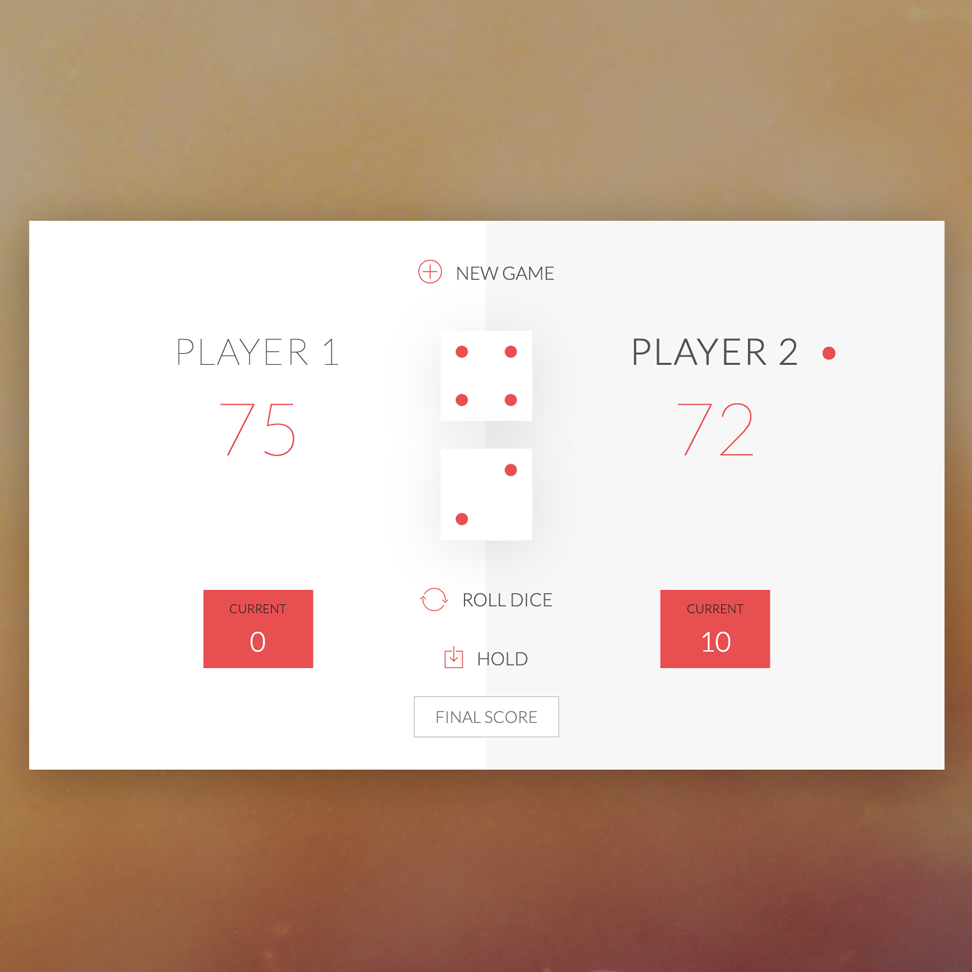 NEW GAME
PLAYER 1
75
PLAYER 2
72
CURRENT
0
ROLL DICE
HOLD
CURRENT
10
FINAL SCORE